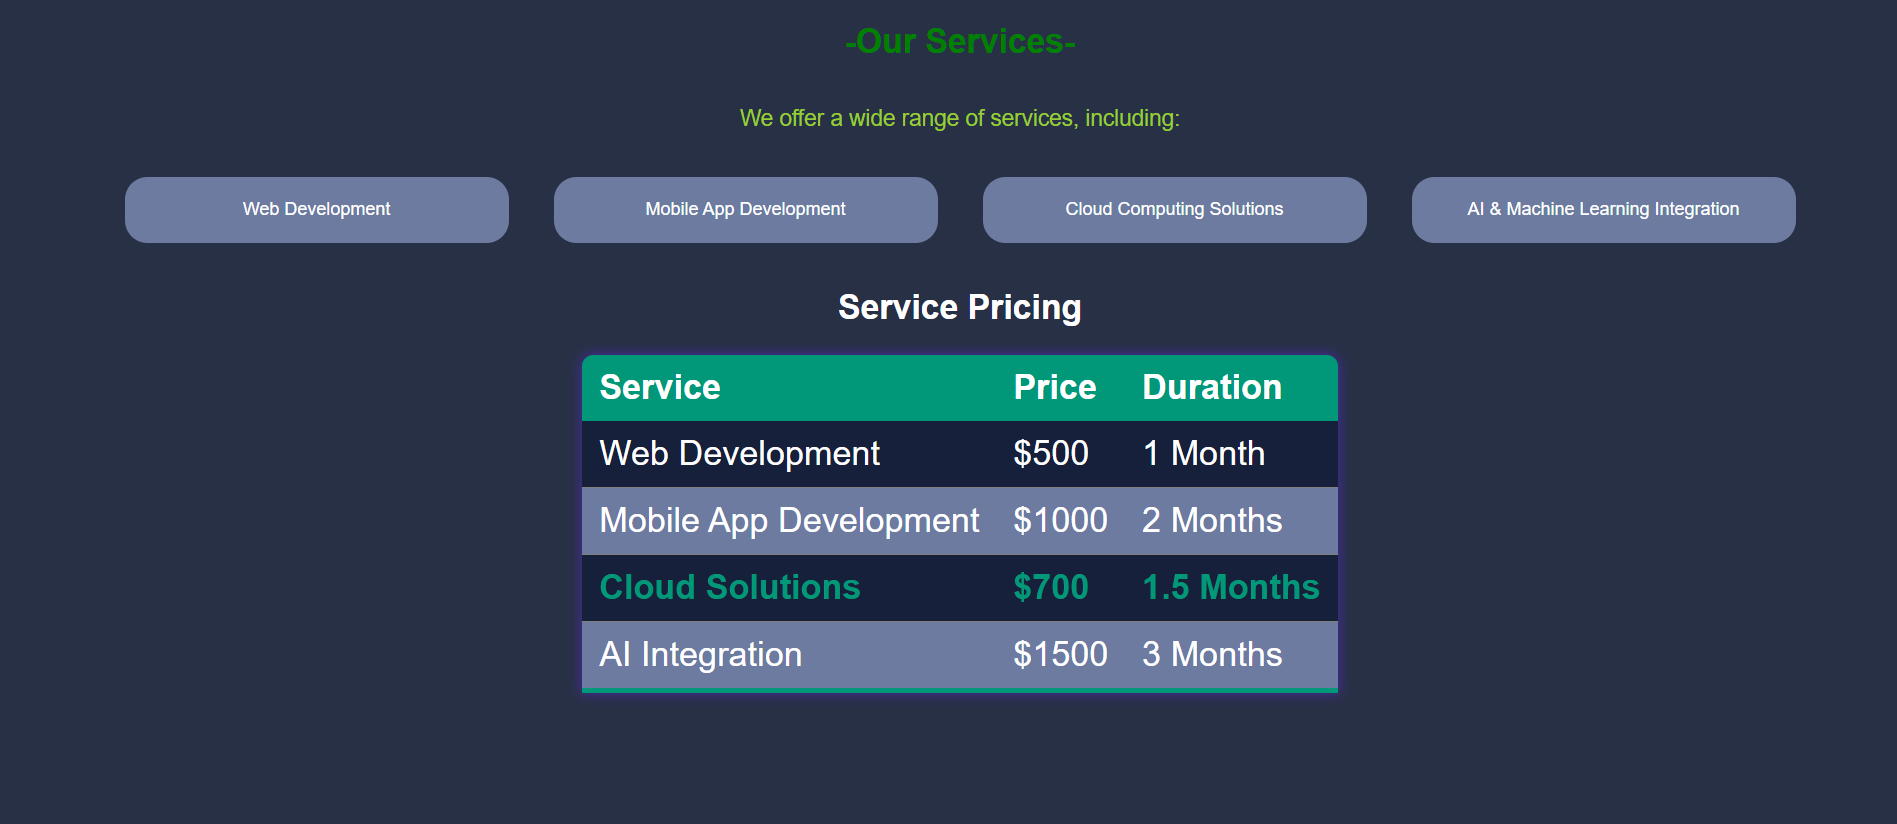 -Our Services-
We offer a wide range of services, including:
Web Development
Mobile App Development
Cloud Computing Solutions
AI & Machine Learning Integration
Service Pricing
Service Price Duration
Web Development $500 1 Month
Mobile App Development $1000 2 Months
Cloud Solutions $700 1.5 Months
AI Integration $1500 3 Months